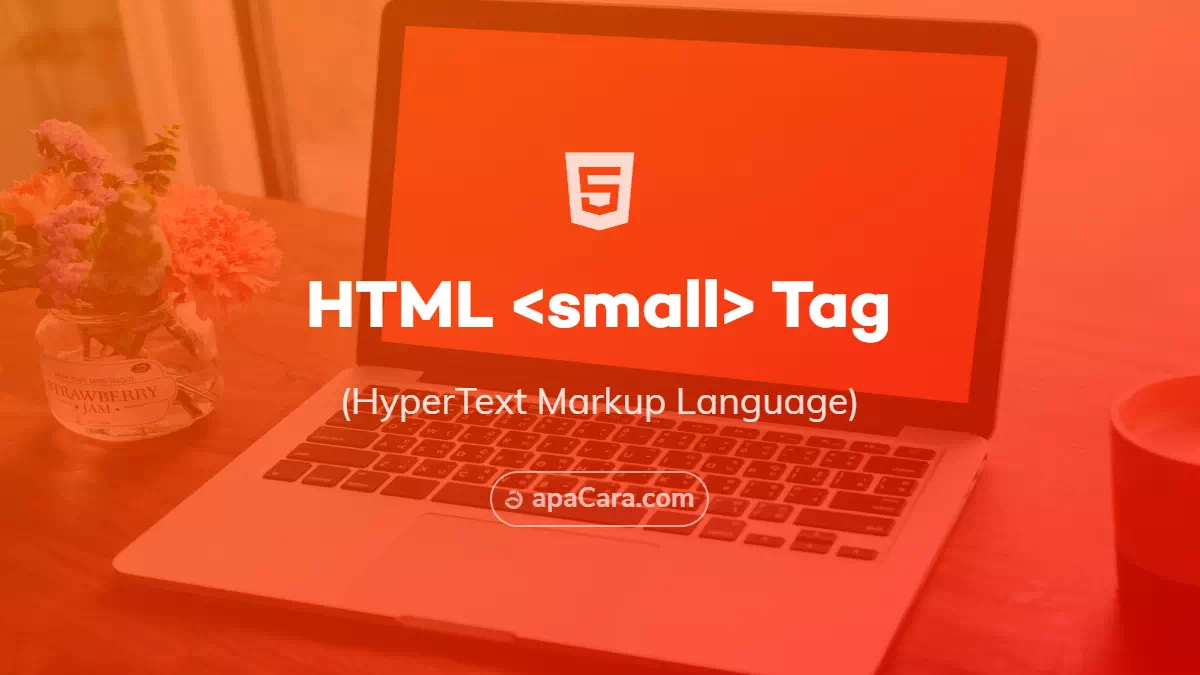 HTML <small> Tag
(HyperText Markup Language)
apaCara.com
STRAWBERRY
JAM